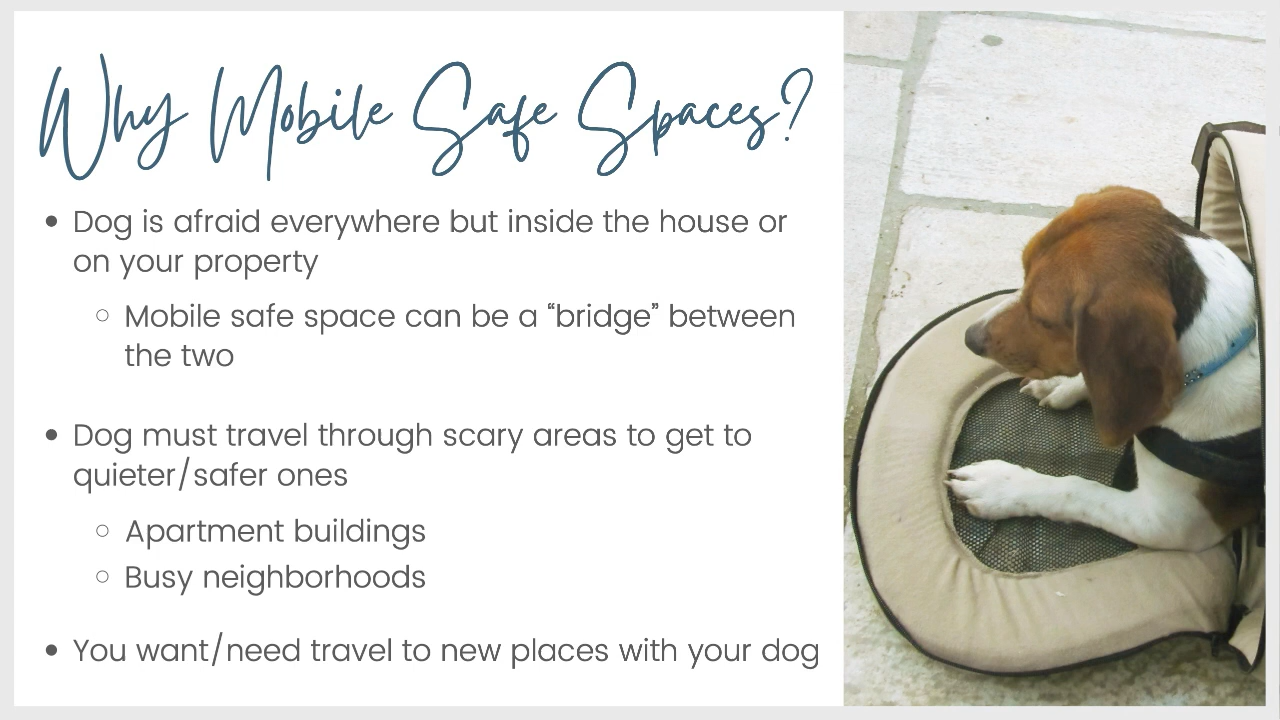 Why Mobile Safe Spaces?
• Dog is afraid everywhere but inside the house or
on your property
○ Mobile safe space can be a “bridge” between
the two
• Dog must travel through scary areas to get to
quieter/safer ones
○ Apartment buildings
○ Busy neighborhoods
• You want/need travel to new places with your dog